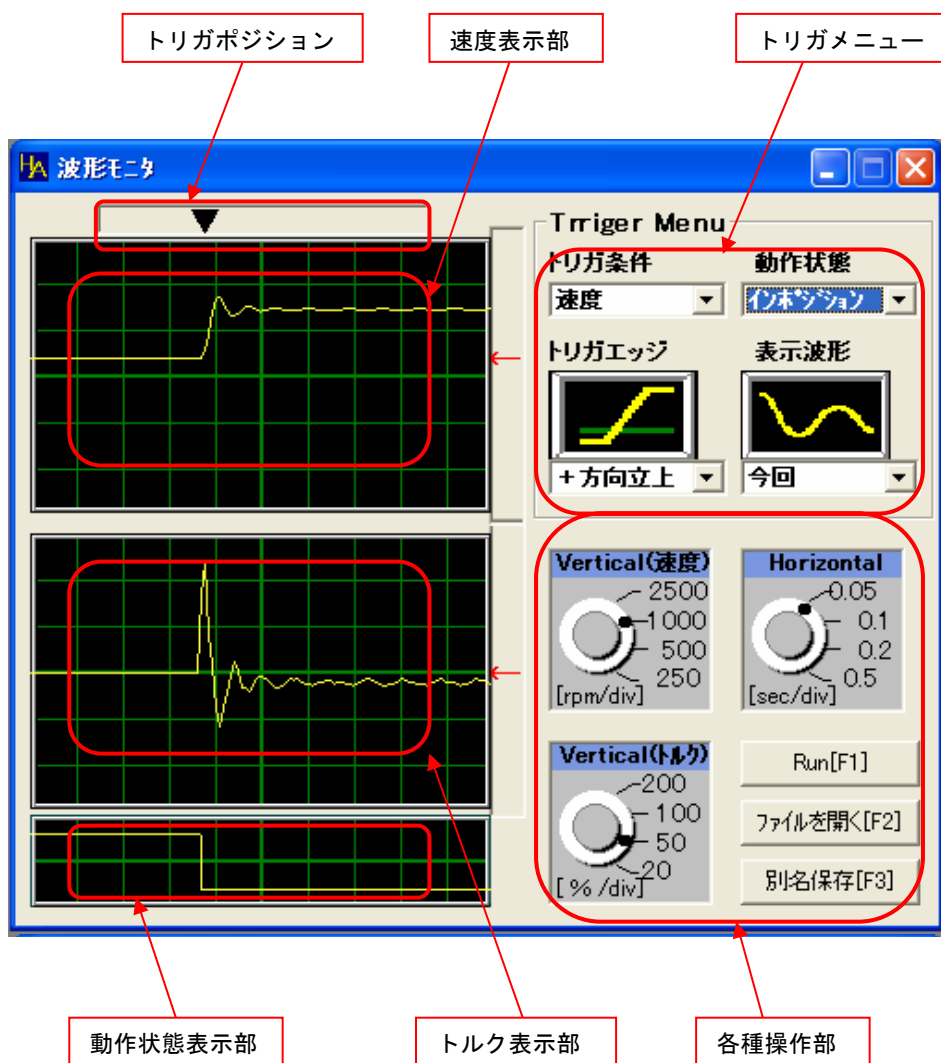 トリガポジション
速度表示部
トリガメニュー
HA 波形モニタ
Trriger Menu
トリガ条件
動作状態
速度
インポジション
トリガエッジ
表示波形
+方向立上
今回
Vertical(速度)
2500
1000
500
250
[rpm/div]
Horizontal
0.05
0.1
0.2
0.5
[sec/div]
Vertical(トルク)
200
100
50
20
[%/div]
Run[F1]
ファイルを開く[F2]
別名保存[F3]
動作状態表示部
トルク表示部
各種操作部